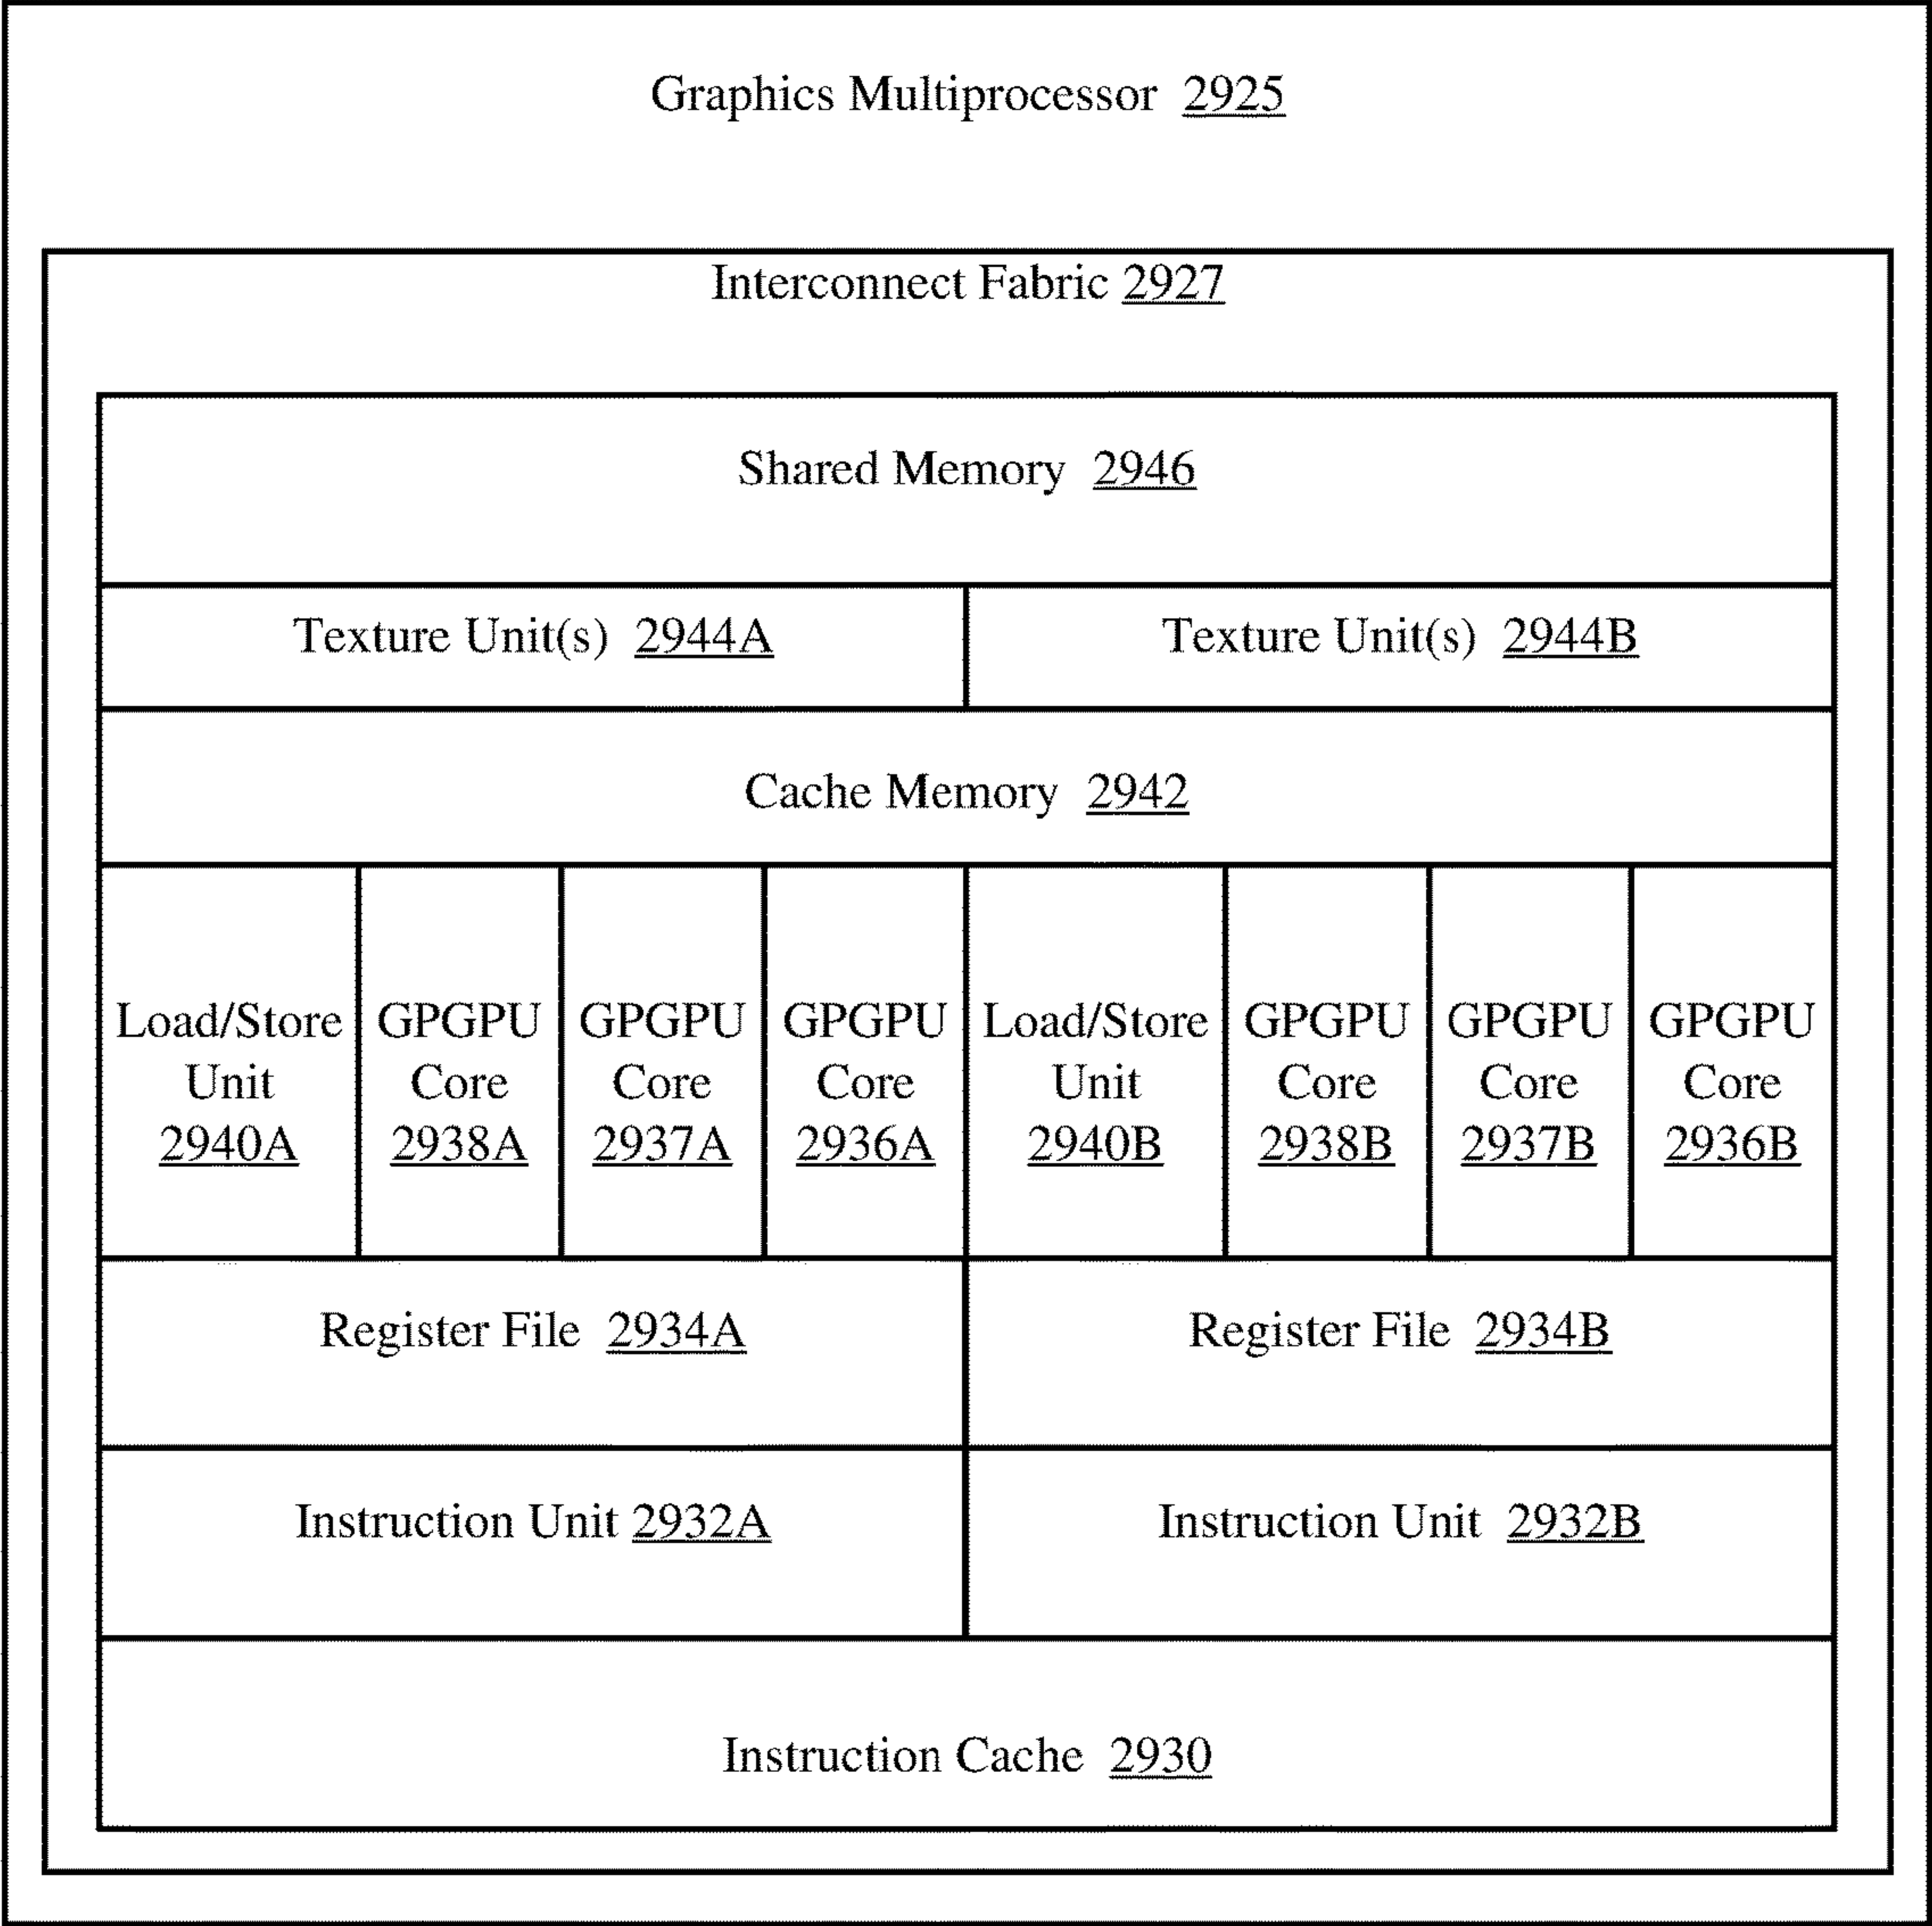 Graphics Multiprocessor 2925
Interconnect Fabric 2927
Shared Memory 2946
Texture Unit(s) 2944A
Texture Unit(s) 2944B
Cache Memory 2942
Load/Store
Unit
2940A
GPGPU
Core
2938A
GPGPU
Core
2937A
GPGPU
Core
2936A
Load/Store
Unit
2940B
GPGPU
Core
2938B
GPGPU
Core
2937B
GPGPU
Core
2936B
Register File 2934A
Register File 2934B
Instruction Unit 2932A
Instruction Unit 2932B
Instruction Cache 2930